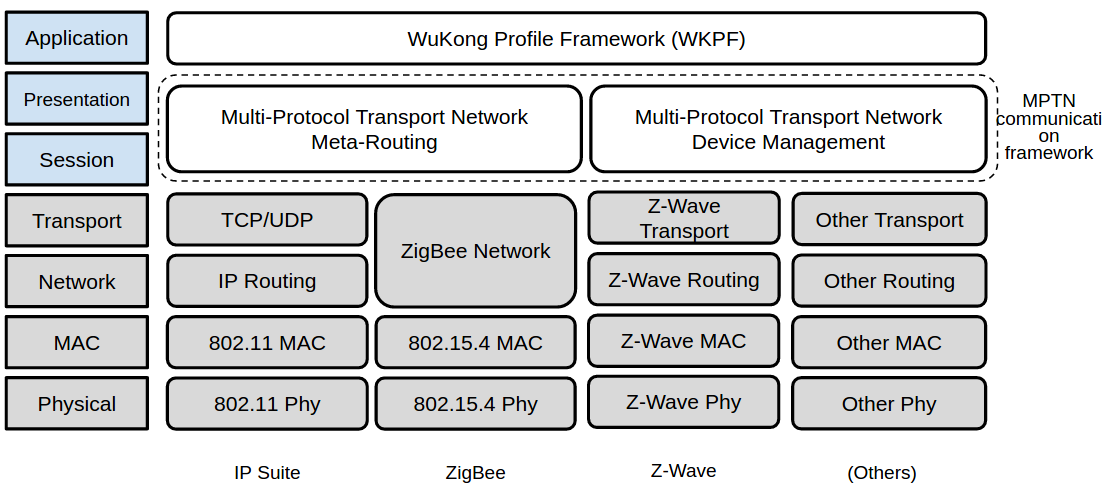 Application
WuKong Profile Framework (WKPF)
Presentation
Session
Multi-Protocol Transport Network
Meta-Routing
Multi-Protocol Transport Network
Device Management
MPTN
communicati
on
framework
Transport
TCP/UDP
ZigBee Network
Z-Wave
Transport
Other Transport
Network
IP Routing
Z-Wave Routing
Other Routing
MAC
802.11 MAC
802.15.4 MAC
Z-Wave MAC
Other MAC
Physical
802.11 Phy
802.15.4 Phy
Z-Wave Phy
Other Phy
IP Suite
ZigBee
Z-Wave
(Others)